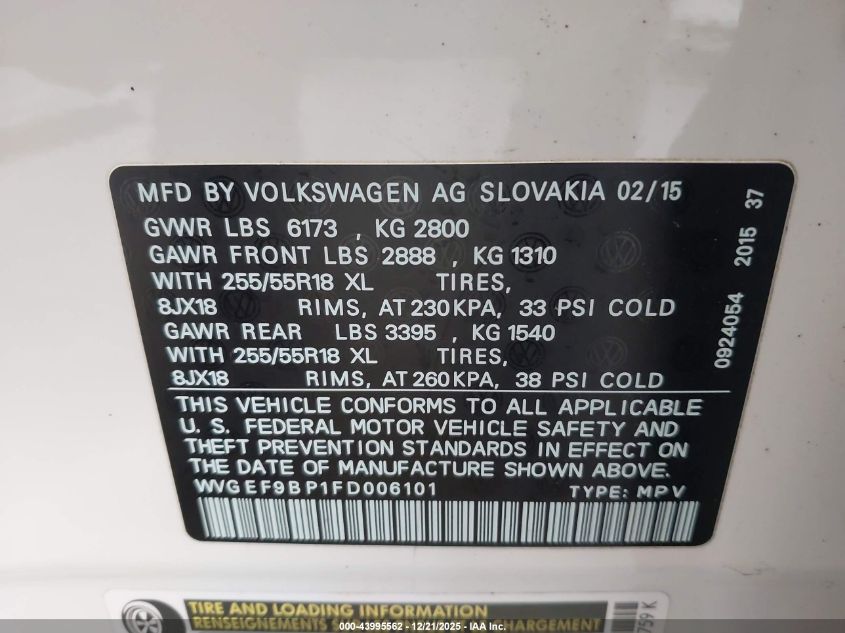 MFD BY VOLKSWAGEN AG SLOVAKIA 02/15
GVWR LBS 6173 , KG 2800
GAWR FRONT LBS 2888 , KG 1310
WITH 255/55R18 XL TIRES,
8JX18 RIMS, AT 230KPA, 33 PSI COLD
GAWR REAR LBS 3395 , KG 1540
WITH 255/55R18 XL TIRES,
8JX18 RIMS, AT 260KPA, 38 PSI COLD
THIS VEHICLE CONFORMS TO ALL APPLICABLE
U. S. FEDERAL MOTOR VEHICLE SAFETY AND
THEFT PREVENTION STANDARDS IN EFFECT ON
THE DATE OF MANUFACTURE SHOWN ABOVE.
WVGEF9BP1FD006101 TYPE: MPV
0924054 2015 37
TIRE AND LOADING INFORMATION
RENSEIGNEMENTS
759 K
000-43995562 - 12/21/2025 - IAA Inc.